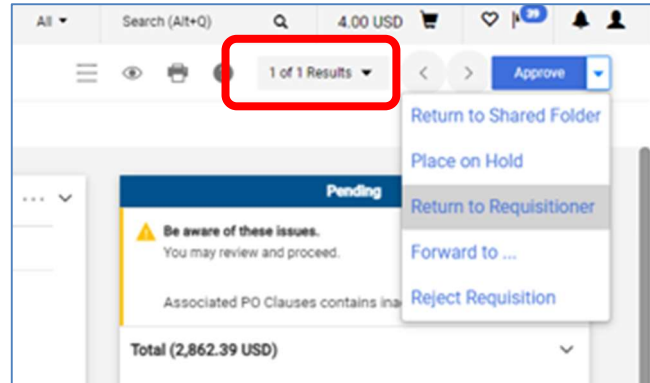 All
Search (Alt+Q)
4.00 USD
39
1 of 1 Results
Approve
Return to Shared Folder
Place on Hold
Return to Requisitioner
Forward to ...
Reject Requisition
Pending
Be aware of these issues.
You may review and proceed.
Associated PO Clauses contains ina
Total (2,862.39 USD)